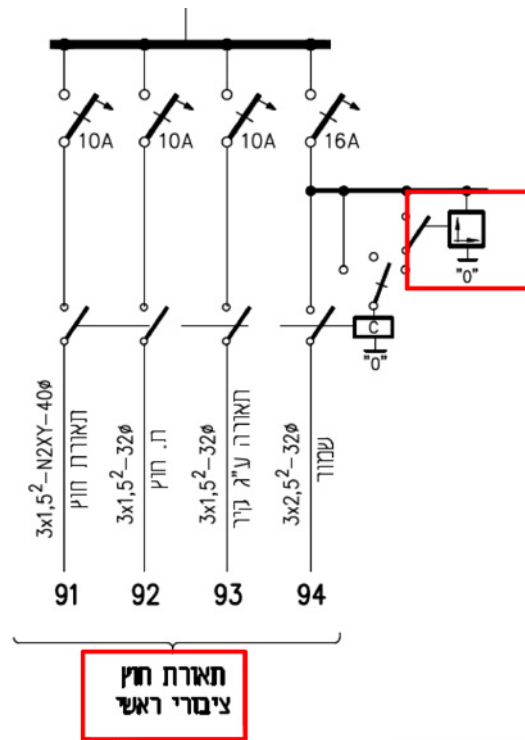 10A
10A
10A
16A
"0"
C
"0"
3x1,5²-N2XY-40ø
תאורת חוץ
3x1,5²-32ø
ת. חוץ
3x1,5²-32ø
תאורה ע"ג קיר
3x2,5²-32ø
שמור
91
92
93
94
תאורת חוץ
ציבורי ראשי